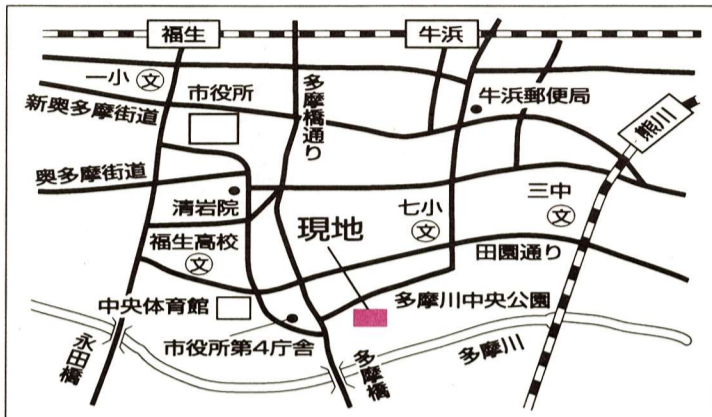 福生
牛浜
一小
文
市役所
多摩橋通り
牛浜郵便局
新奥多摩街道
熊川
奥多摩街道
清岩院
七小
文
三中
文
現地
福生高校
文
田園通り
中央体育館
多摩川中央公園
市役所第4庁舎
多摩川
永田橋
多摩橋